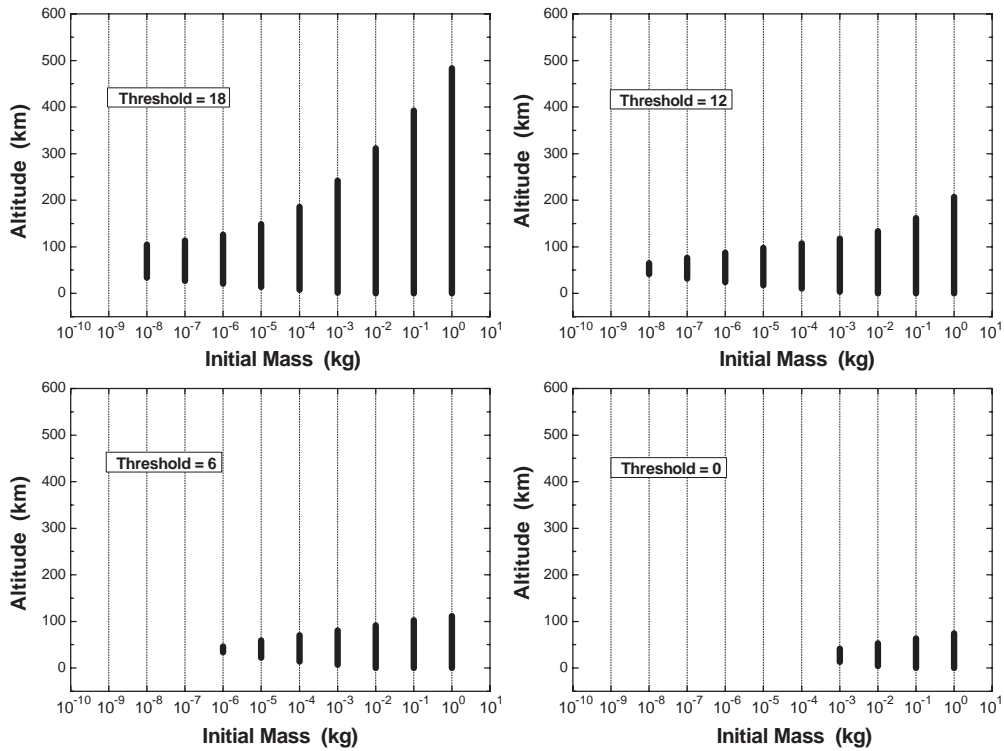 600
500
400
300
200
100
0
Altitude (km)
Threshold = 18
10⁻¹⁰ 10⁻⁹ 10⁻⁸ 10⁻⁷ 10⁻⁶ 10⁻⁵ 10⁻⁴ 10⁻³ 10⁻² 10⁻¹ 10⁰ 10¹
Initial Mass (kg)
600
500
400
300
200
100
0
Altitude (km)
Threshold = 12
10⁻¹⁰ 10⁻⁹ 10⁻⁸ 10⁻⁷ 10⁻⁶ 10⁻⁵ 10⁻⁴ 10⁻³ 10⁻² 10⁻¹ 10⁰ 10¹
Initial Mass (kg)
600
500
400
300
200
100
0
Altitude (km)
Threshold = 6
10⁻¹⁰ 10⁻⁹ 10⁻⁸ 10⁻⁷ 10⁻⁶ 10⁻⁵ 10⁻⁴ 10⁻³ 10⁻² 10⁻¹ 10⁰ 10¹
Initial Mass (kg)
600
500
400
300
200
100
0
Altitude (km)
Threshold = 0
10⁻¹⁰ 10⁻⁹ 10⁻⁸ 10⁻⁷ 10⁻⁶ 10⁻⁵ 10⁻⁴ 10⁻³ 10⁻² 10⁻¹ 10⁰ 10¹
Initial Mass (kg)